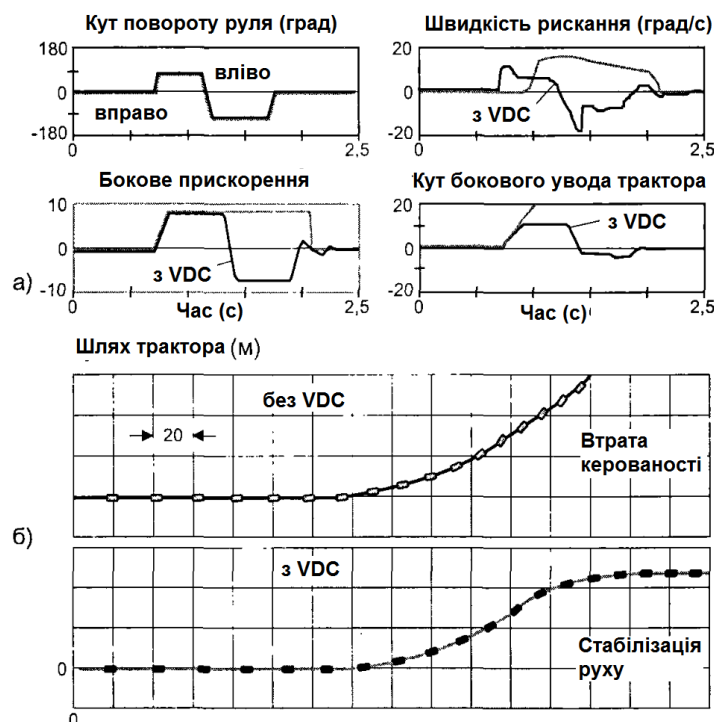 Кут повороту руля (град)
Швидкість рискання (град/с)
180
0
-180
вліво
вправо
0
2,5
20
0
-20
з VDC
0
2,5
Бокове прискорення
Кут бокового увода трактора
10
0
-10
з VDC
0
2,5
20
0
20
з VDC
0
2,5
а)
Час (с)
Час (с)
Шлях трактора (м)
без VDC
20
Втрата
керованості
б)
з VDC
0
Стабілізація
руху
0